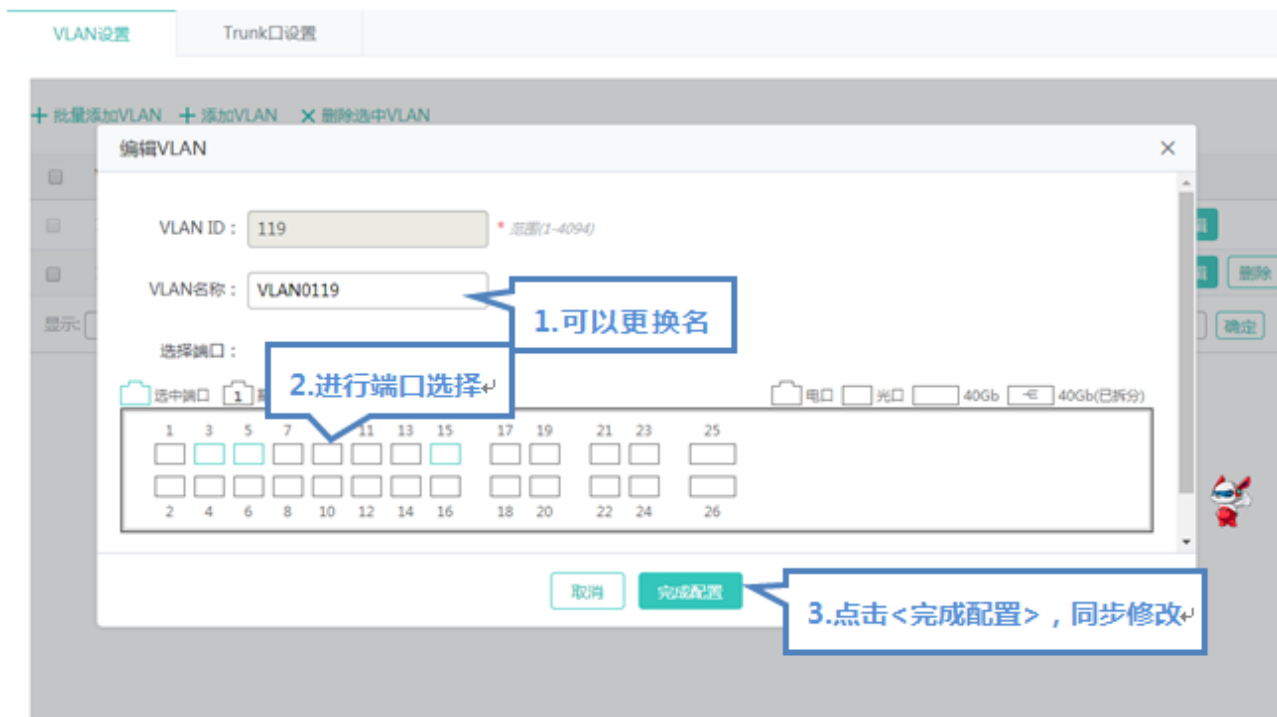 VLAN设置 Trunk口设置
+ 批量添加VLAN + 添加VLAN × 删除选中VLAN
编辑VLAN ×
VLAN ID： 119 * 范围(1-4094)
VLAN名称： VLAN0119
1.可以更换名
删除
显示:
确定
选择端口：
2.进行端口选择
选中端口 1
电口 光口 40Gb 40Gb(已拆分)
1 3 5 7 11 13 15 17 19 21 23 25
2 4 6 8 10 12 14 16 18 20 22 24 26
取消 完成配置
3.点击<完成配置>，同步修改